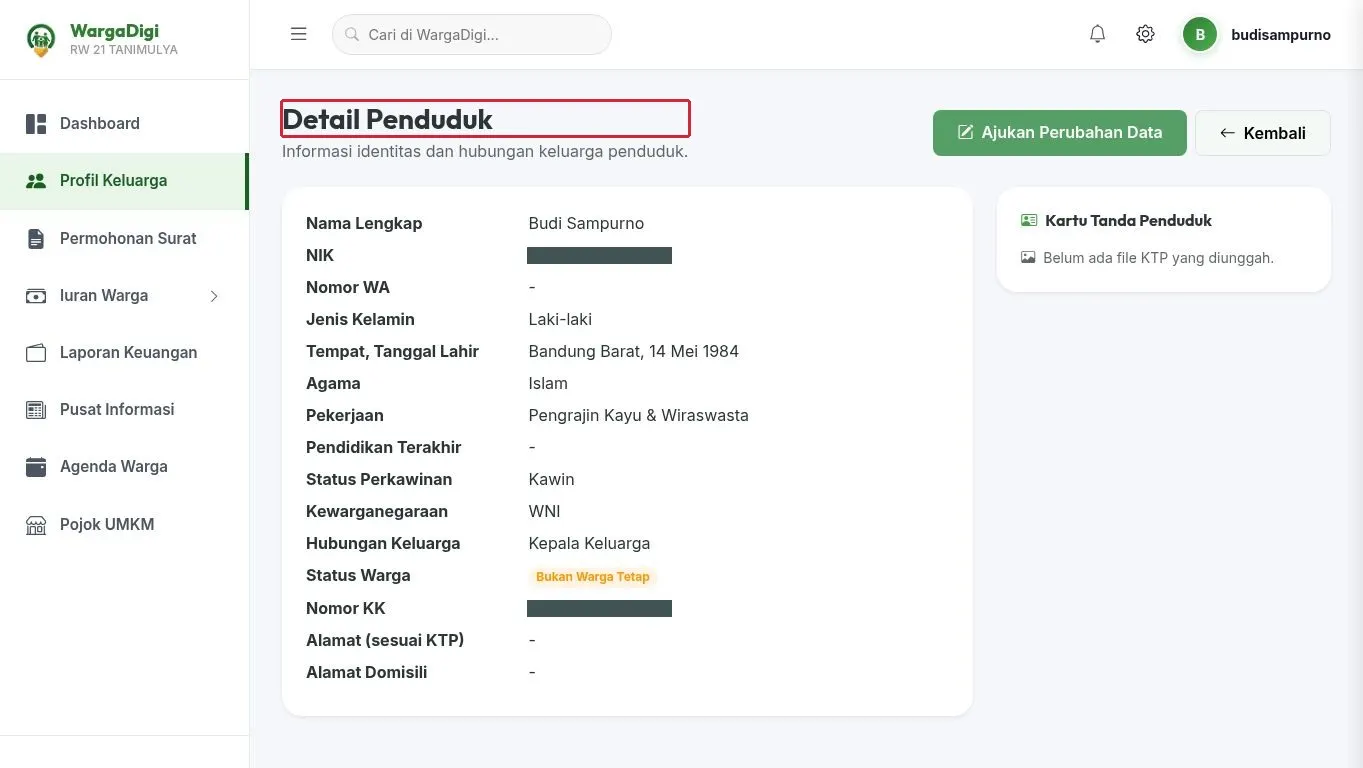 WargaDigi
RW 21 TANIMULYA
Cari di WargaDigi...
B
budisampurno
Dashboard
Profil Keluarga
Permohonan Surat
Iuran Warga
Laporan Keuangan
Pusat Informasi
Agenda Warga
Pojok UMKM
Detail Penduduk
Informasi identitas dan hubungan keluarga penduduk.
Ajukan Perubahan Data
Kembali
Nama Lengkap Budi Sampurno
NIK
Nomor WA -
Jenis Kelamin Laki-laki
Tempat, Tanggal Lahir Bandung Barat, 14 Mei 1984
Agama Islam
Pekerjaan Pengrajin Kayu & Wiraswasta
Pendidikan Terakhir -
Status Perkawinan Kawin
Kewarganegaraan WNI
Hubungan Keluarga Kepala Keluarga
Status Warga Bukan Warga Tetap
Nomor KK
Alamat (sesuai KTP) -
Alamat Domisili -
Kartu Tanda Penduduk
Belum ada file KTP yang diunggah.